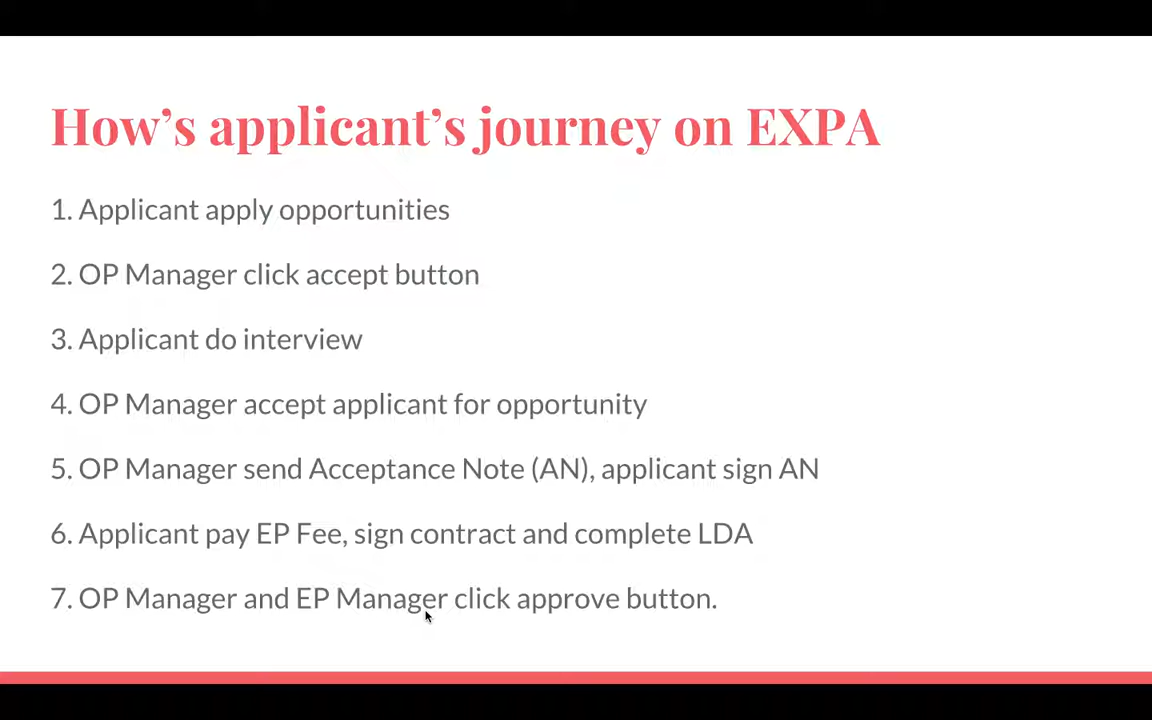 How’s applicant’s journey on EXPA
1. Applicant apply opportunities
2. OP Manager click accept button
3. Applicant do interview
4. OP Manager accept applicant for opportunity
5. OP Manager send Acceptance Note (AN), applicant sign AN
6. Applicant pay EP Fee, sign contract and complete LDA
7. OP Manager and EP Manager click approve button.